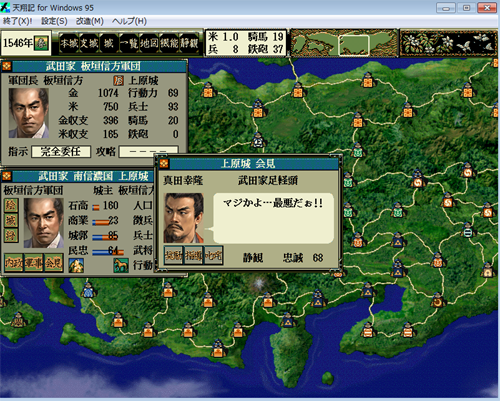 天翔記 for Windows 95
終了(X)! 設定(S) 改造(M) ヘルプ(H)
1546年
本城 支城 城 一覧 地図 機能 静観
米 1.0 騎馬 19
兵 8 鉄砲 37
武田家 板垣信方軍団
軍団長 板垣信方 上原城
金 1074 行動力 69
米 750 兵士 93
金収支 396 騎馬 20
米収支 165 鉄砲 0
指示 完全委任 攻略 ----
武田家 南信濃国 上原城
板垣信方軍団 城主 板垣信方
石高 160 人口
商業 23 徴兵
城郭 85 兵士
民忠 64 武将
内政 軍事 会見 行動
上原城 会見
真田幸隆 武田家足軽頭
マジかよ…最悪だぉ!!
静観 忠誠 68